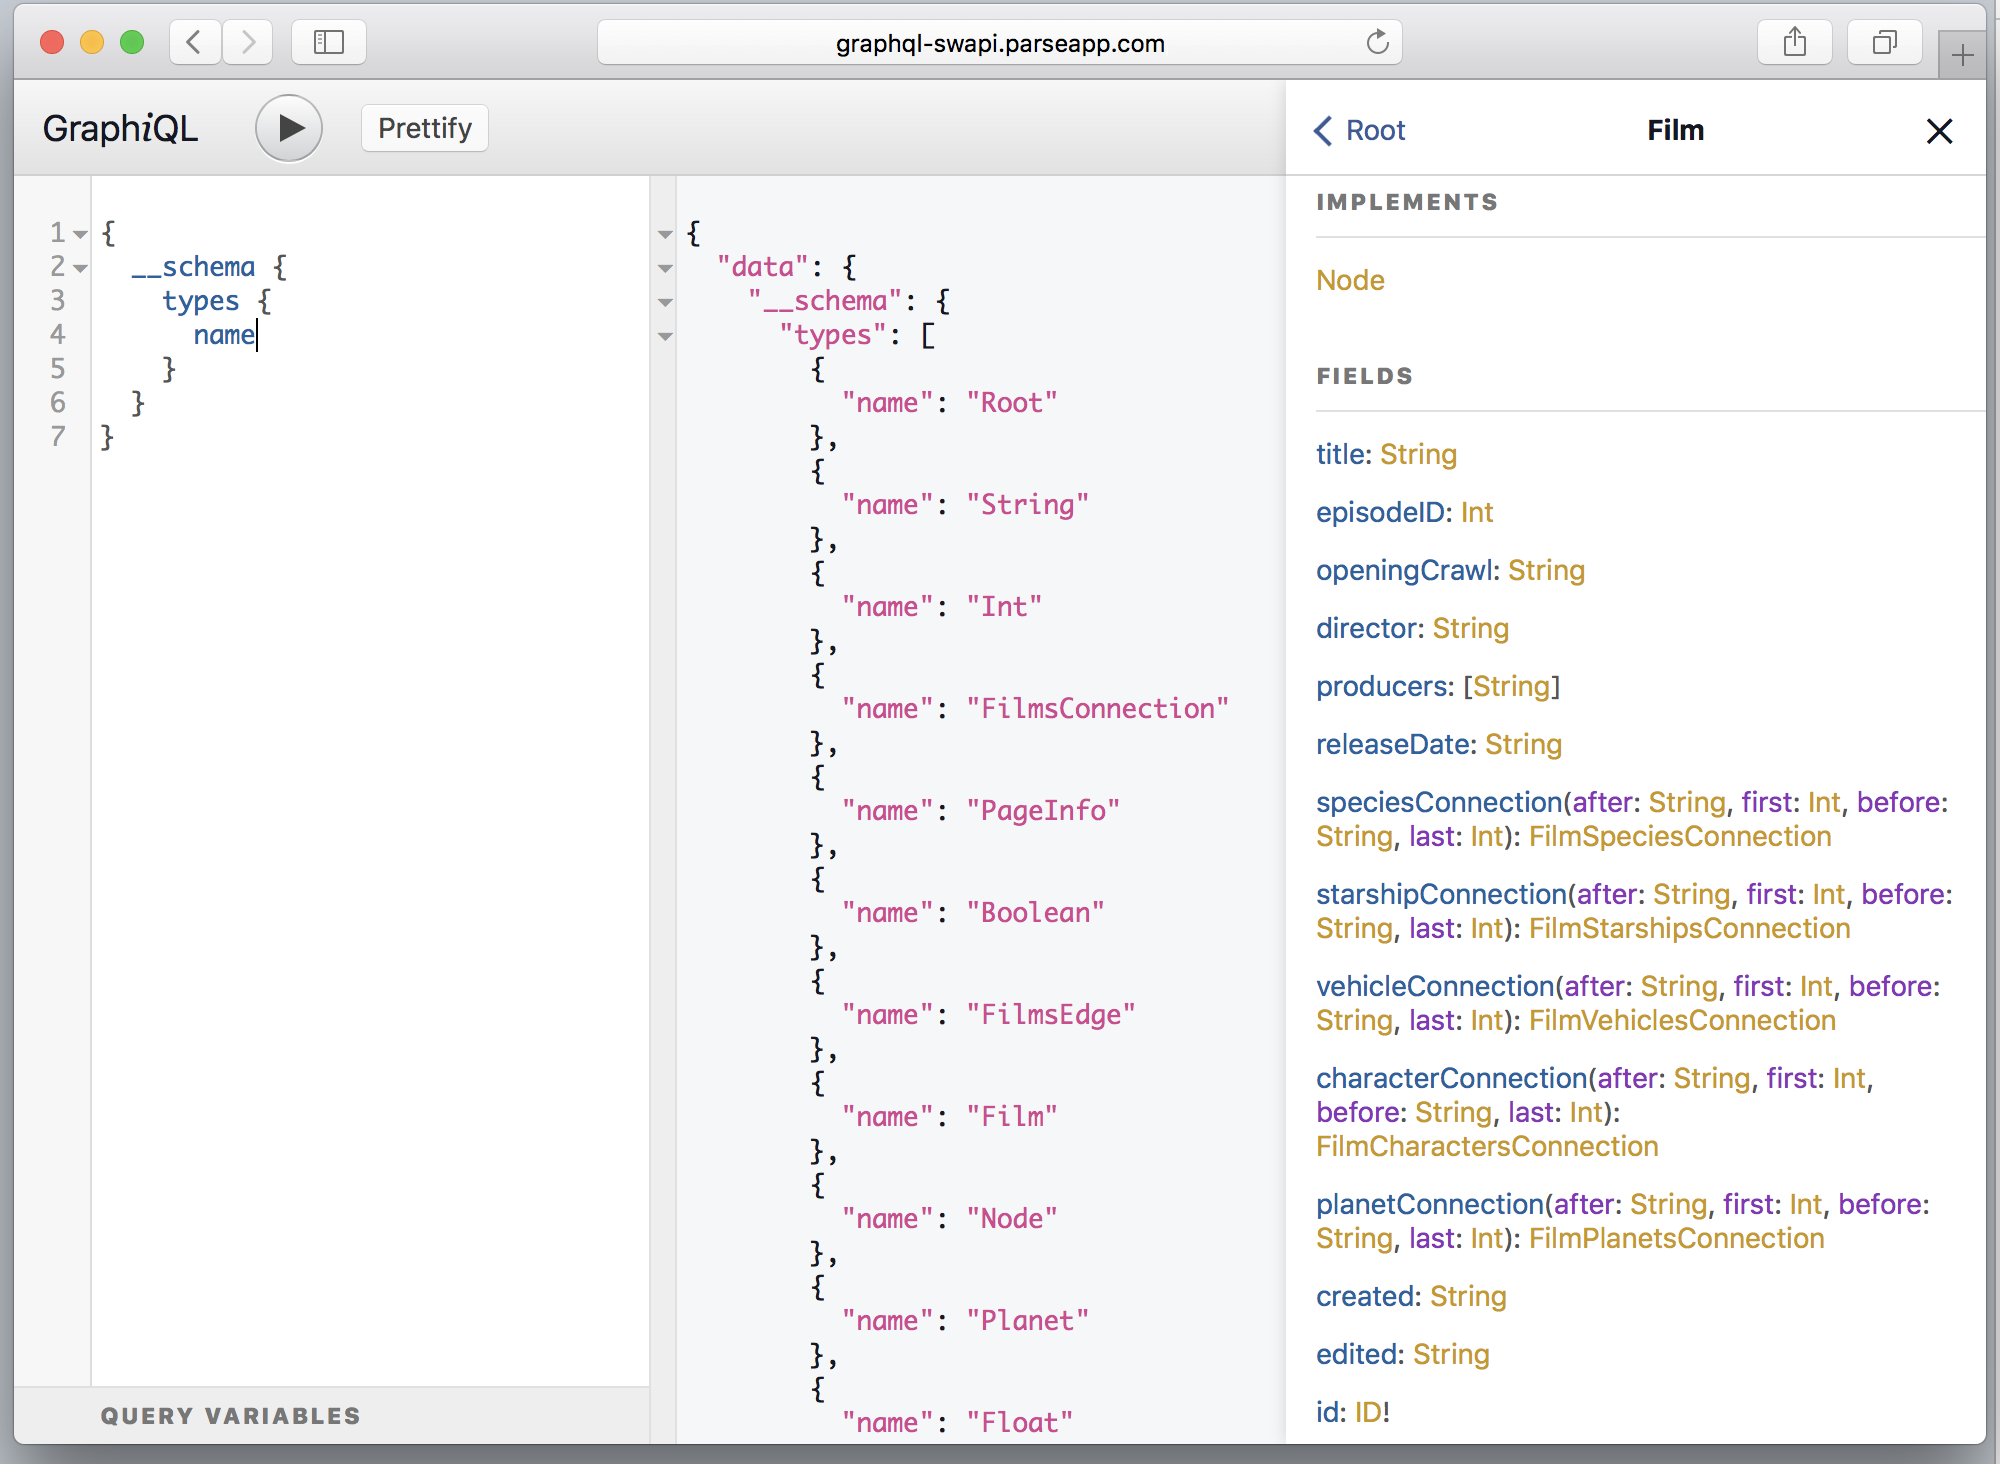 graphql-swapi.parseapp.com
GraphiQL
Prettify
1 {
2   __schema {
3     types {
4       name
5     }
6   }
7 }
QUERY VARIABLES
{
  "data": {
    "__schema": {
      "types": [
        {
          "name": "Root"
        },
        {
          "name": "String"
        },
        {
          "name": "Int"
        },
        {
          "name": "FilmsConnection"
        },
        {
          "name": "PageInfo"
        },
        {
          "name": "Boolean"
        },
        {
          "name": "FilmsEdge"
        },
        {
          "name": "Film"
        },
        {
          "name": "Node"
        },
        {
          "name": "Planet"
        },
        {
          "name": "Float"
Root
Film
IMPLEMENTS
Node
FIELDS
title: String
episodeID: Int
openingCrawl: String
director: String
producers: [String]
releaseDate: String
speciesConnection(after: String, first: Int, before:
String, last: Int): FilmSpeciesConnection
starshipConnection(after: String, first: Int, before:
String, last: Int): FilmStarshipsConnection
vehicleConnection(after: String, first: Int, before:
String, last: Int): FilmVehiclesConnection
characterConnection(after: String, first: Int,
before: String, last: Int):
FilmCharactersConnection
planetConnection(after: String, first: Int, before:
String, last: Int): FilmPlanetsConnection
created: String
edited: String
id: ID!